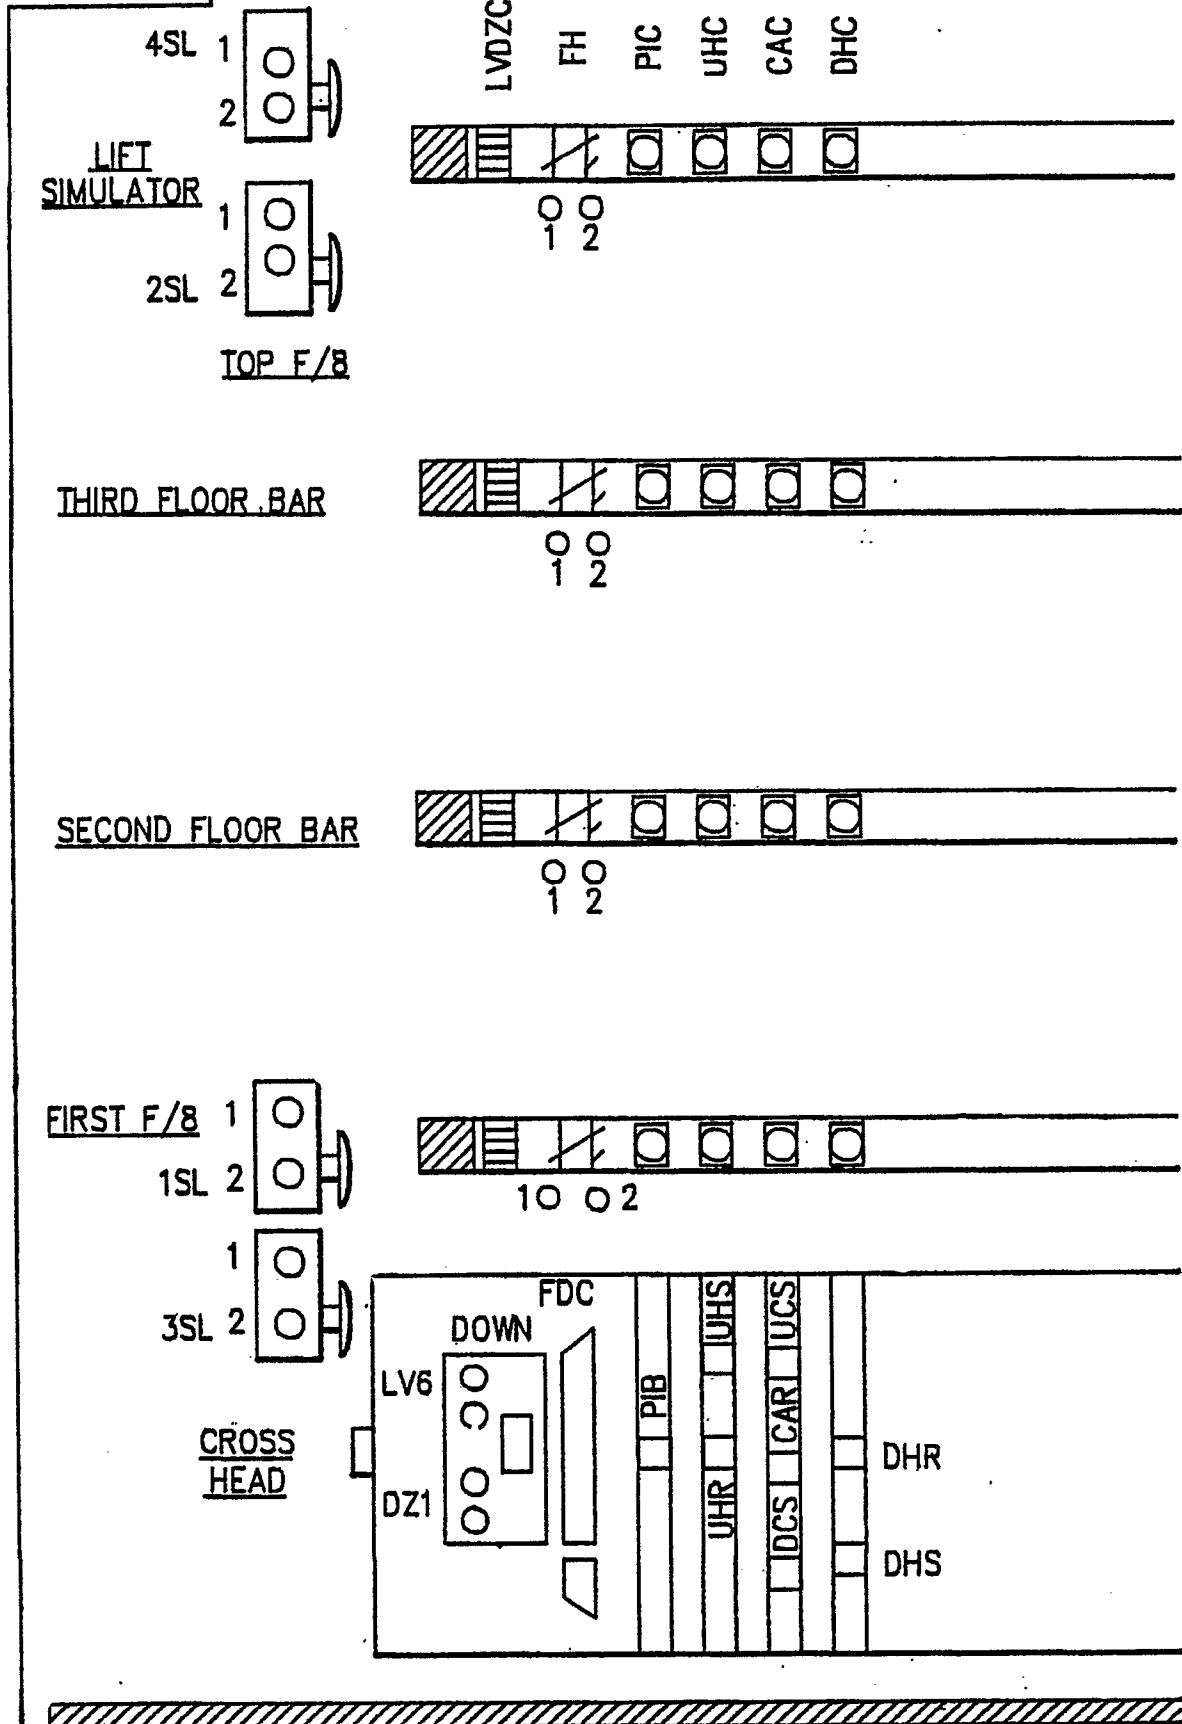 4SL 1
2
LVDZC FH PIC UHC CAC DHC
LIFT
SIMULATOR
1
2SL 2
1 2
TOP F/8
THIRD FLOOR BAR
1 2
SECOND FLOOR BAR
1 2
FIRST F/8 1
1SL 2
1 2
1
3SL 2
FDC
UHS
UCS
DOWN
LV6
PIB
CAR
CROSS
HEAD
DHR
DZ1
UHR
DCS
DHS